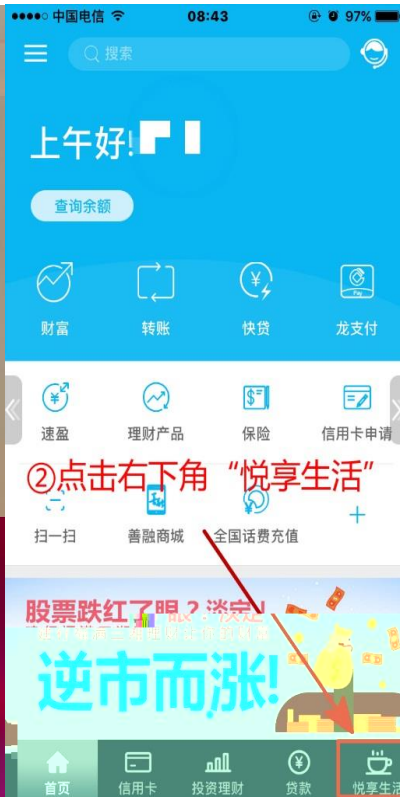 中国电信 08:43 97%
搜索
上午好!
查询余额
财富 转账 快贷 龙支付
速盈 理财产品 保险 信用卡申请
②点击右下角“悦享生活”
扫一扫 善融商城 全国话费充值
股票跌红了眼?淡定!
逆市而涨!
首页 信用卡 投资理财 贷款 悦享生活